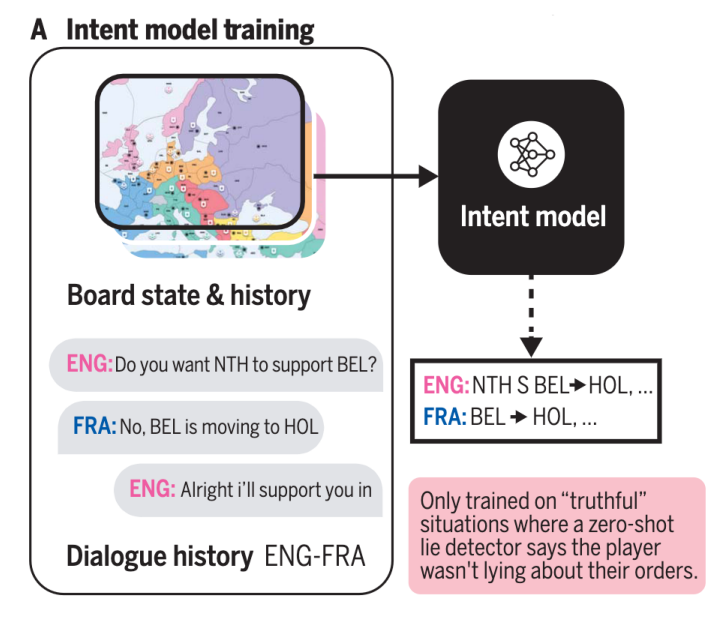 A Intent model training
Board state & history
ENG: Do you want NTH to support BEL?
FRA: No, BEL is moving to HOL
ENG: Alright i'll support you in
Dialogue history ENG-FRA
Intent model
ENG: NTH S BEL→HOL, ...
FRA: BEL → HOL, ...
Only trained on “truthful”
situations where a zero-shot
lie detector says the player
wasn't lying about their orders.